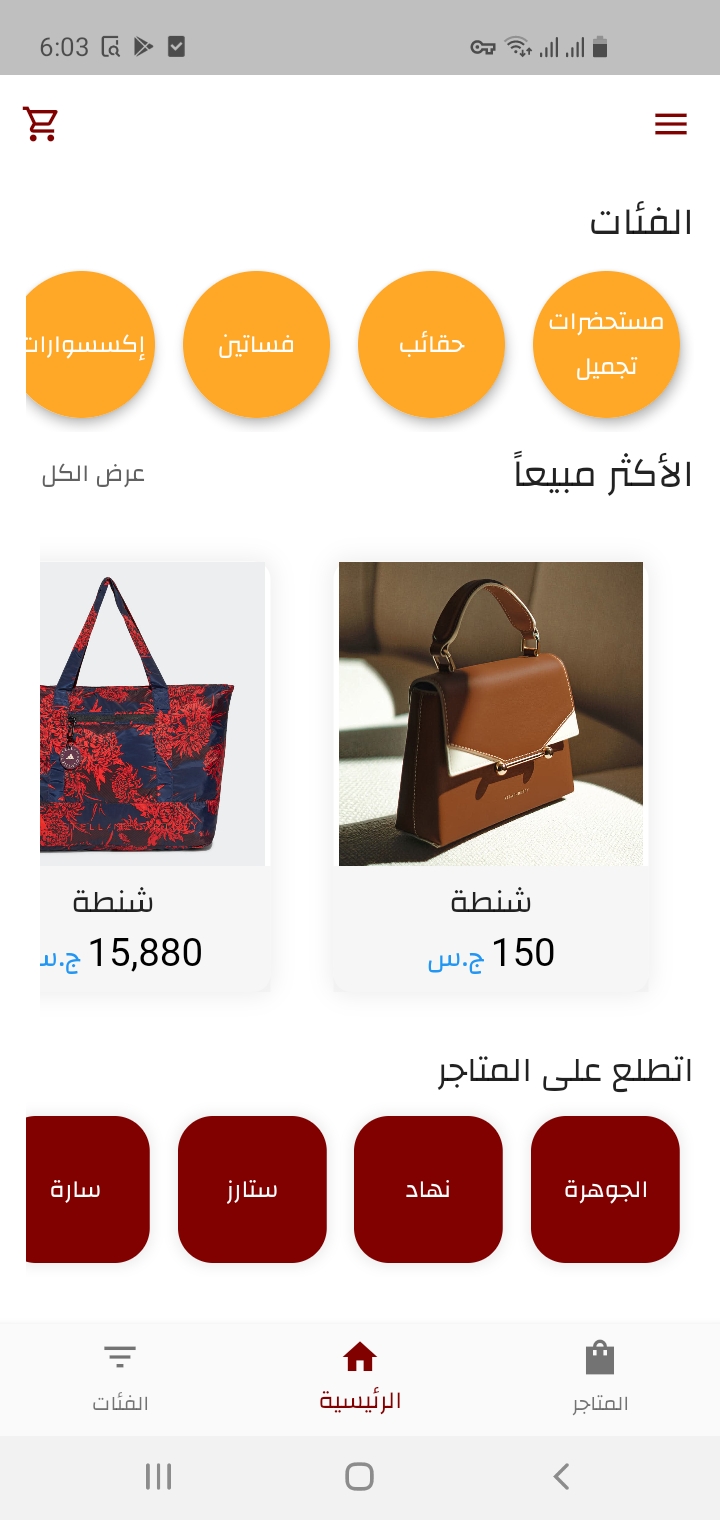 6:03
الفئات
مستحضرات
تجميل
حقائب
فساتين
إكسسوارات
الأكثر مبيعاً
عرض الكل
شنطة
150 ج.س
شنطة
15,880 ج.س
اتطلع على المتاجر
الجوهرة
نهاد
ستارز
سارة
المتاجر
الرئيسية
الفئات